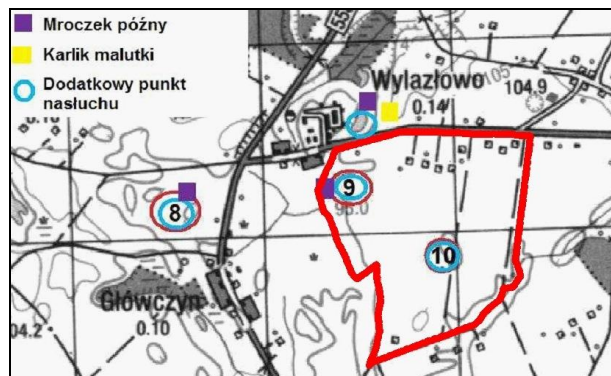 Mroczek późny
Karlik malutki
Dodatkowy punkt
nasłuchu
Wylazłowo
0.14
104.9
105
8
9
10
Główczyn
0.10
04.2